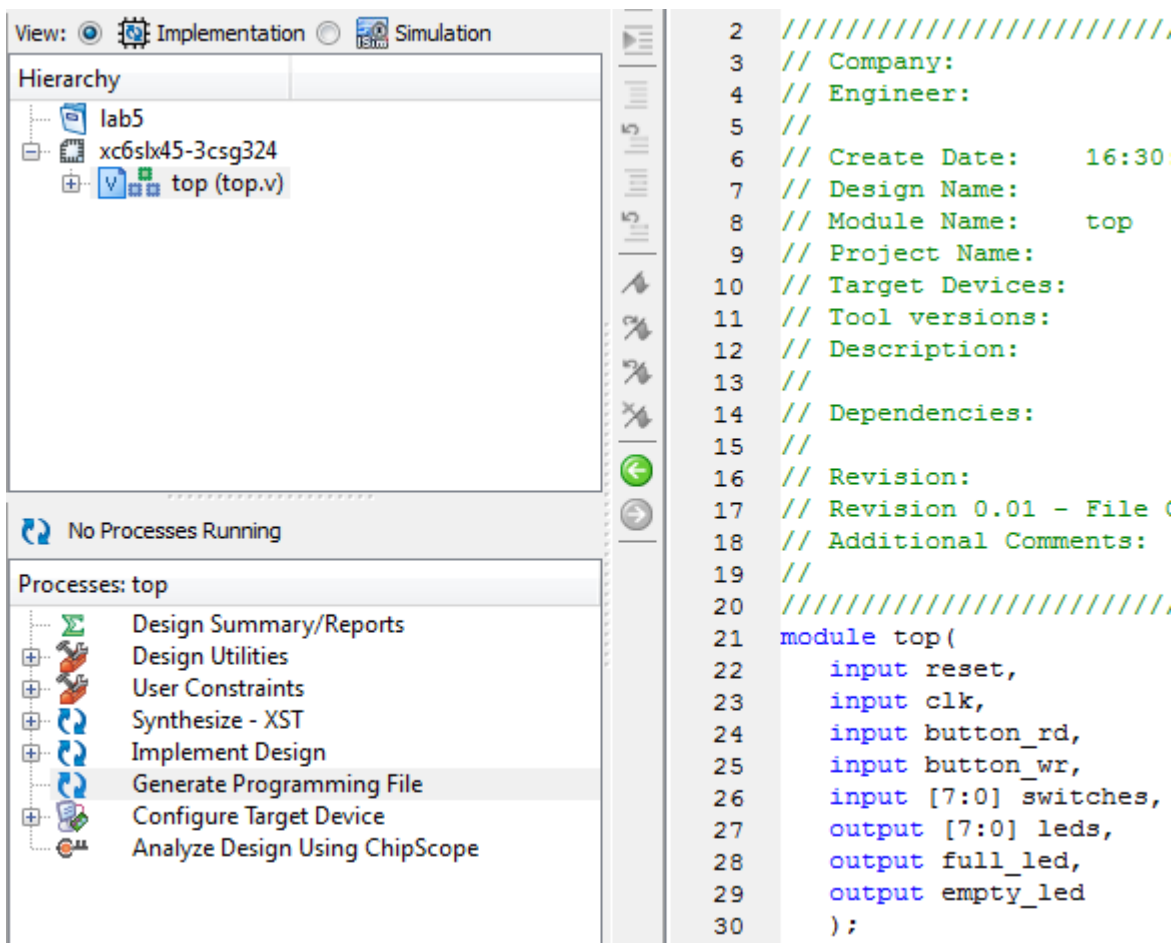 View: Implementation Simulation
Hierarchy
lab5
xc6slx45-3csg324
top (top.v)
No Processes Running
Processes: top
Design Summary/Reports
Design Utilities
User Constraints
Synthesize - XST
Implement Design
Generate Programming File
Configure Target Device
Analyze Design Using ChipScope
2 //////////////////////////
3 // Company:
4 // Engineer:
5 //
6 // Create Date: 16:30:
7 // Design Name:
8 // Module Name: top
9 // Project Name:
10 // Target Devices:
11 // Tool versions:
12 // Description:
13 //
14 // Dependencies:
15 //
16 // Revision:
17 // Revision 0.01 - File
18 // Additional Comments:
19 //
20 //////////////////////////
21 module top(
22 input reset,
23 input clk,
24 input button_rd,
25 input button_wr,
26 input [7:0] switches,
27 output [7:0] leds,
28 output full_led,
29 output empty_led
30 );